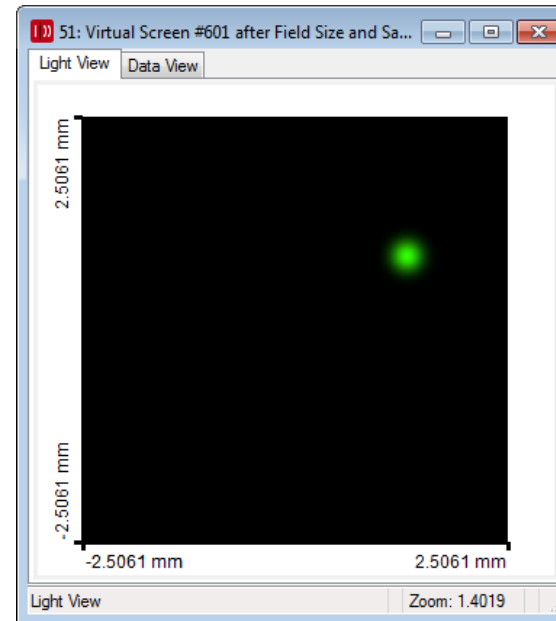 51: Virtual Screen #601 after Field Size and Sa...
Light View Data View
2.5061 mm
-2.5061 mm
-2.5061 mm 2.5061 mm
Light View Zoom: 1.4019